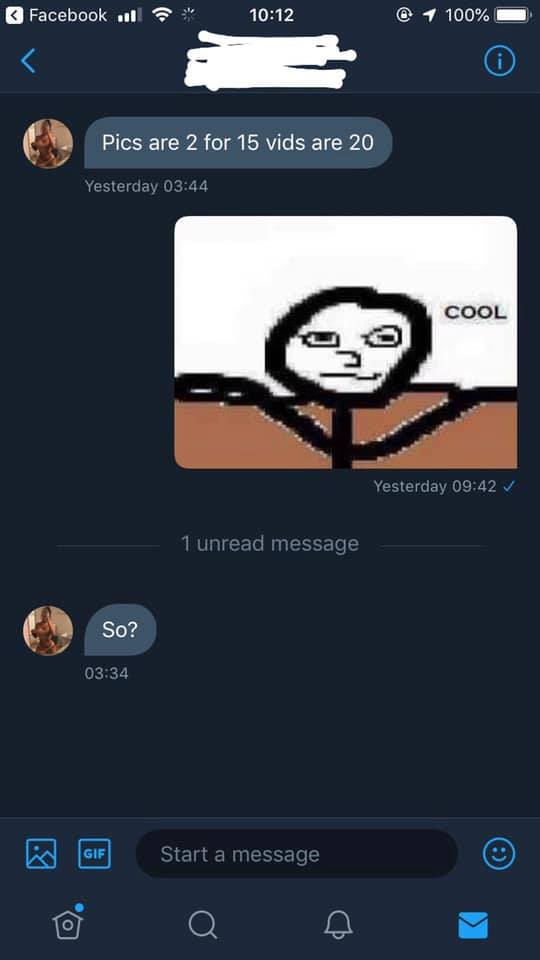 Facebook 10:12 100%
Pics are 2 for 15 vids are 20
Yesterday 03:44
COOL
Yesterday 09:42
1 unread message
So?
03:34
GIF
Start a message